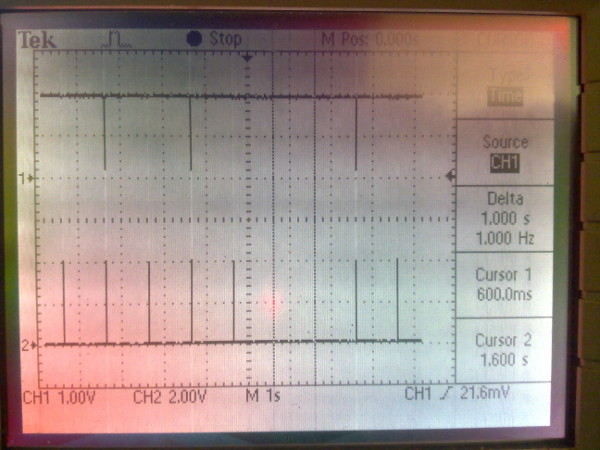 Tek Stop M Pos: 0.000s CURSOR
Type
Time
Source
CH1
Delta
1.000 s
1.000 Hz
Cursor 1
600.0ms
Cursor 2
1.600 s
1
2
CH1 1.00V CH2 2.00V M 1s CH1 21.6mV